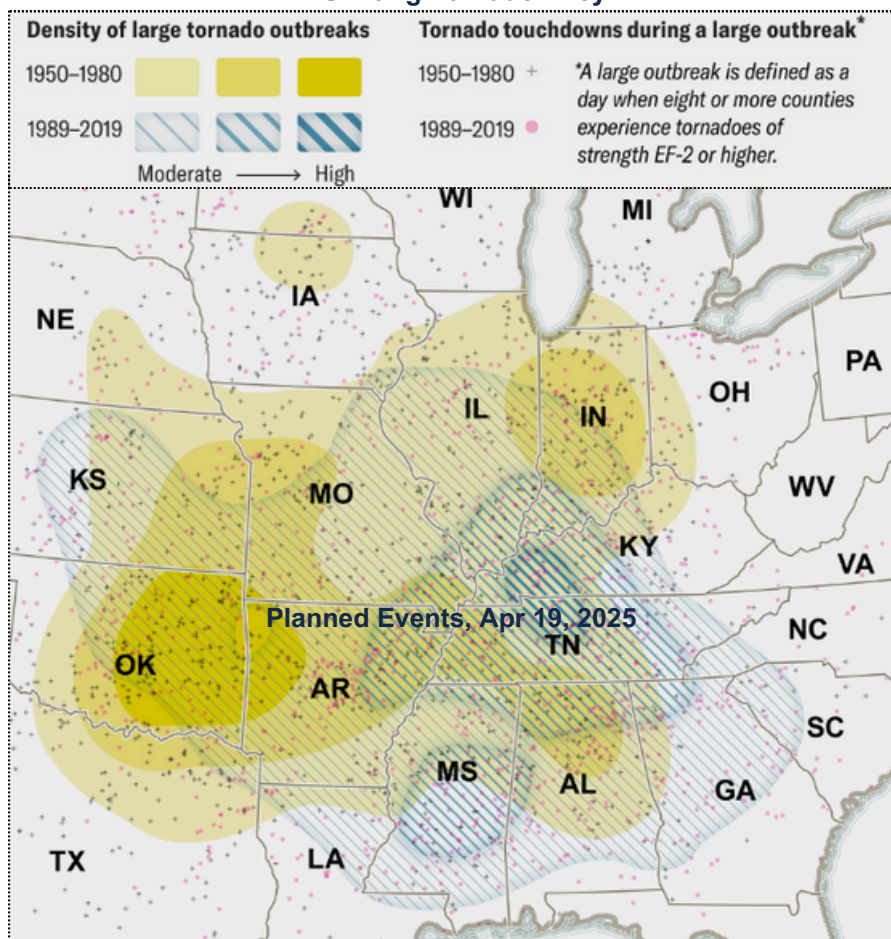 Density of large tornado outbreaks
1950–1980
1989–2019
Moderate → High
Tornado touchdowns during a large outbreak*
1950–1980 +
1989–2019
*A large outbreak is defined as a
day when eight or more counties
experience tornadoes of
strength EF-2 or higher.
WI
MI
IA
NE
PA
IL
IN
OH
KS
MO
WV
KY
VA
Planned Events, Apr 19, 2025
NC
TN
OK
AR
SC
MS
AL
GA
TX
LA